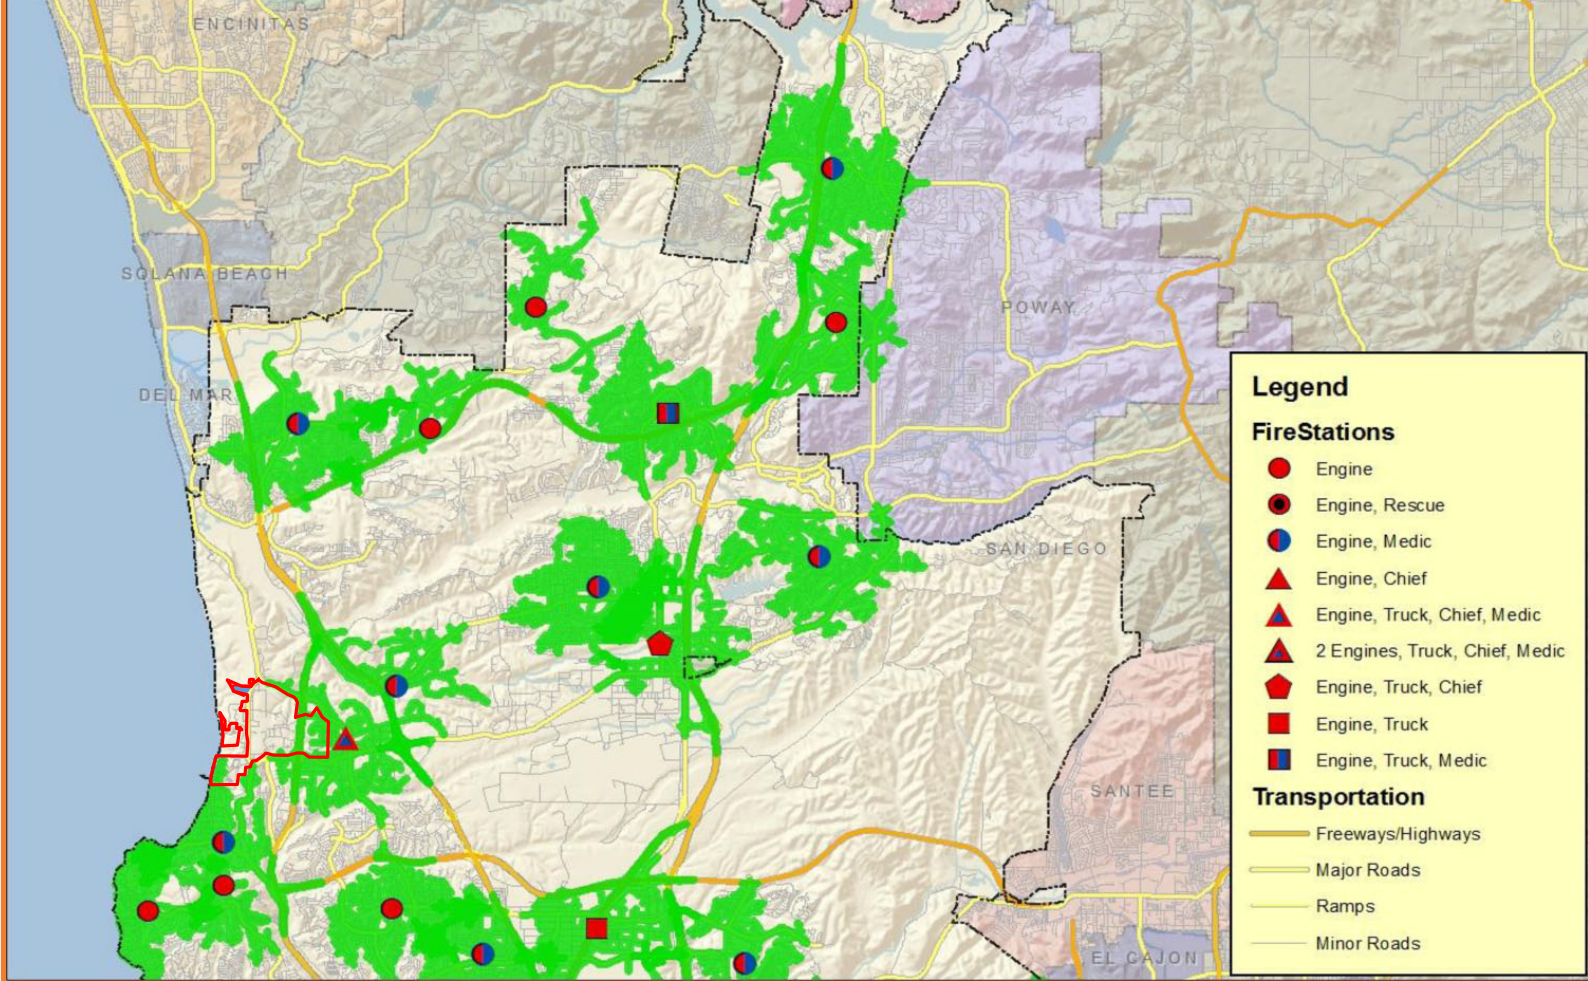 ENCINITAS
SOLANA BEACH
DEL MAR
POWAY
SAN DIEGO
SANTEE
EL CAJON
Legend
FireStations
Engine
Engine, Rescue
Engine, Medic
Engine, Chief
Engine, Truck, Chief, Medic
2 Engines, Truck, Chief, Medic
Engine, Truck, Chief
Engine, Truck
Engine, Truck, Medic
Transportation
Freeways/Highways
Major Roads
Ramps
Minor Roads